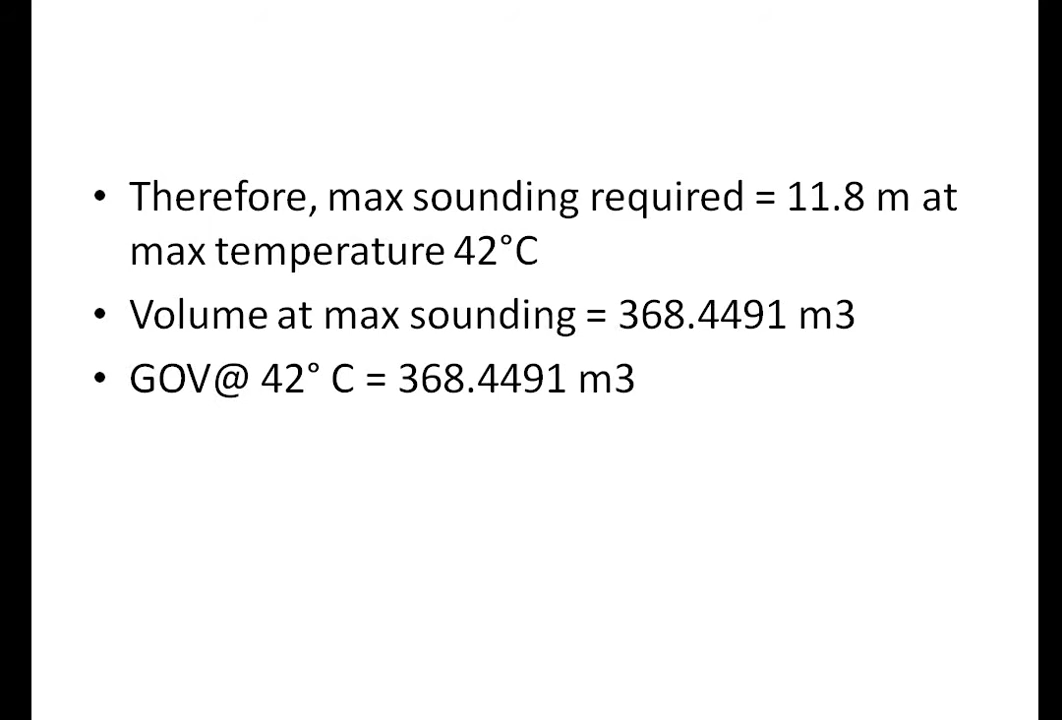 • Therefore, max sounding required = 11.8 m at
max temperature 42°C
• Volume at max sounding = 368.4491 m3
• GOV@ 42° C = 368.4491 m3